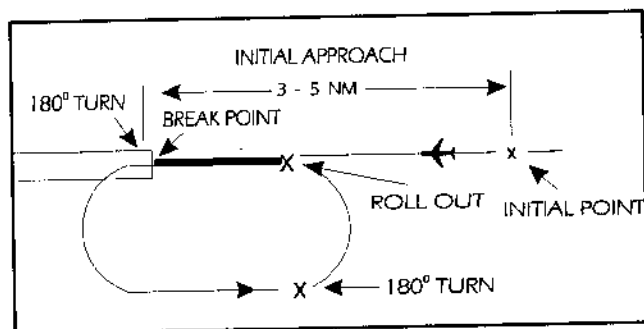 INITIAL APPROACH
3 - 5 NM
180° TURN
BREAK POINT
X
x
ROLL OUT
INITIAL POINT
X
180° TURN